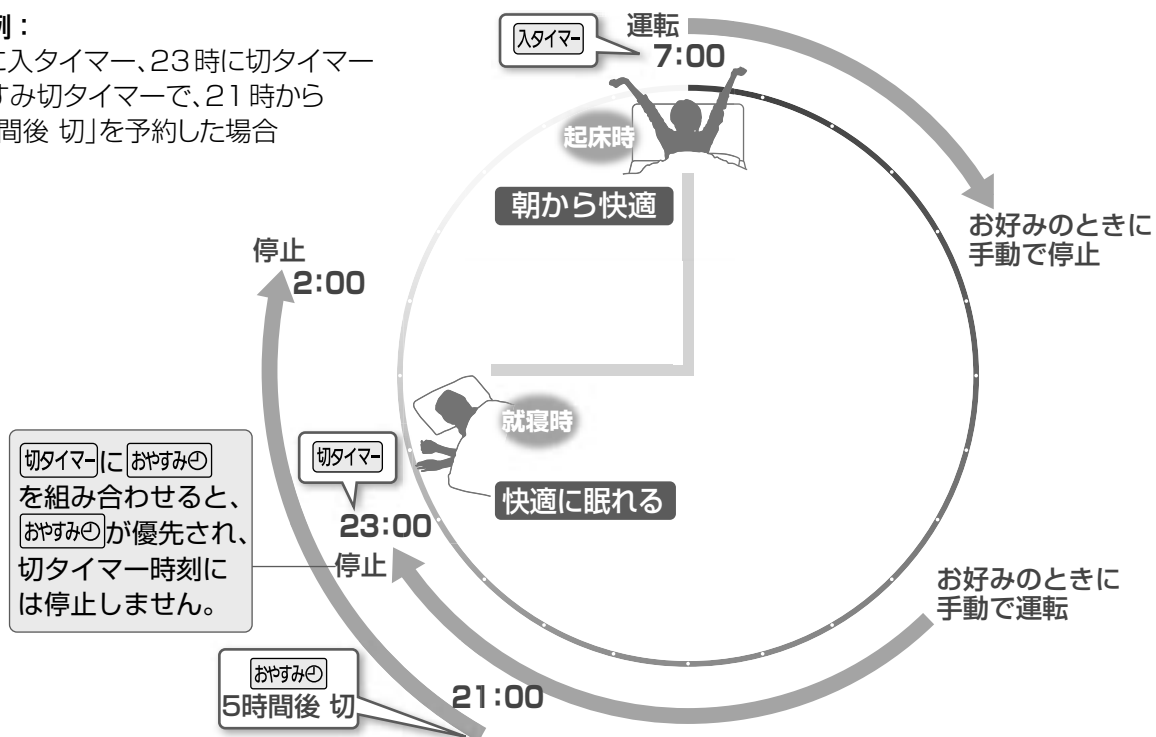 例：
に入タイマー、23時に切タイマー
すみ切タイマーで、21時から
間後 切」を予約した場合
入タイマー
運転
7:00
起床時
朝から快適
お好みのときに
手動で停止
停止
2:00
就寝時
快適に眠れる
切タイマー
23:00
停止
切タイマーにおやすみ
を組み合わせると、
おやすみが優先され、
切タイマー時刻に
は停止しません。
お好みのときに
手動で運転
おやすみ
5時間後 切
21:00